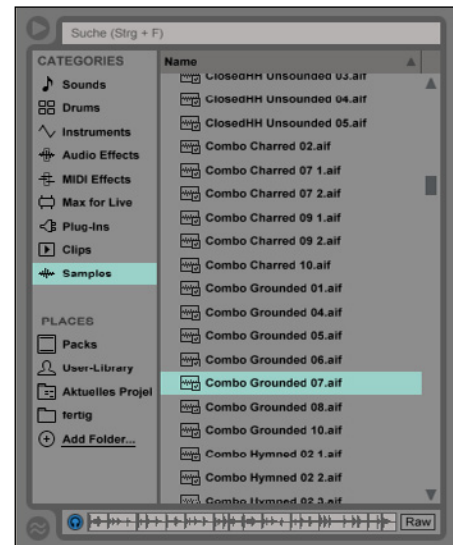 Suche (Strg + F)
CATEGORIES
Sounds
Drums
Instruments
Audio Effects
MIDI Effects
Max for Live
Plug-Ins
Clips
Samples
PLACES
Packs
User-Library
Aktuelles Projel
fertig
Add Folder...
Name
ClosedHH Unsounded 03.aif
ClosedHH Unsounded 04.aif
ClosedHH Unsounded 05.aif
Combo Charred 02.aif
Combo Charred 07 1.aif
Combo Charred 07 2.aif
Combo Charred 09 1.aif
Combo Charred 09 2.aif
Combo Charred 10.aif
Combo Grounded 01.aif
Combo Grounded 04.aif
Combo Grounded 05.aif
Combo Grounded 06.aif
Combo Grounded 07.aif
Combo Grounded 08.aif
Combo Grounded 10.aif
Combo Hymned 02 1.aif
Combo Hymned 02 2.aif
Combo Hymned 02 3.aif
Raw